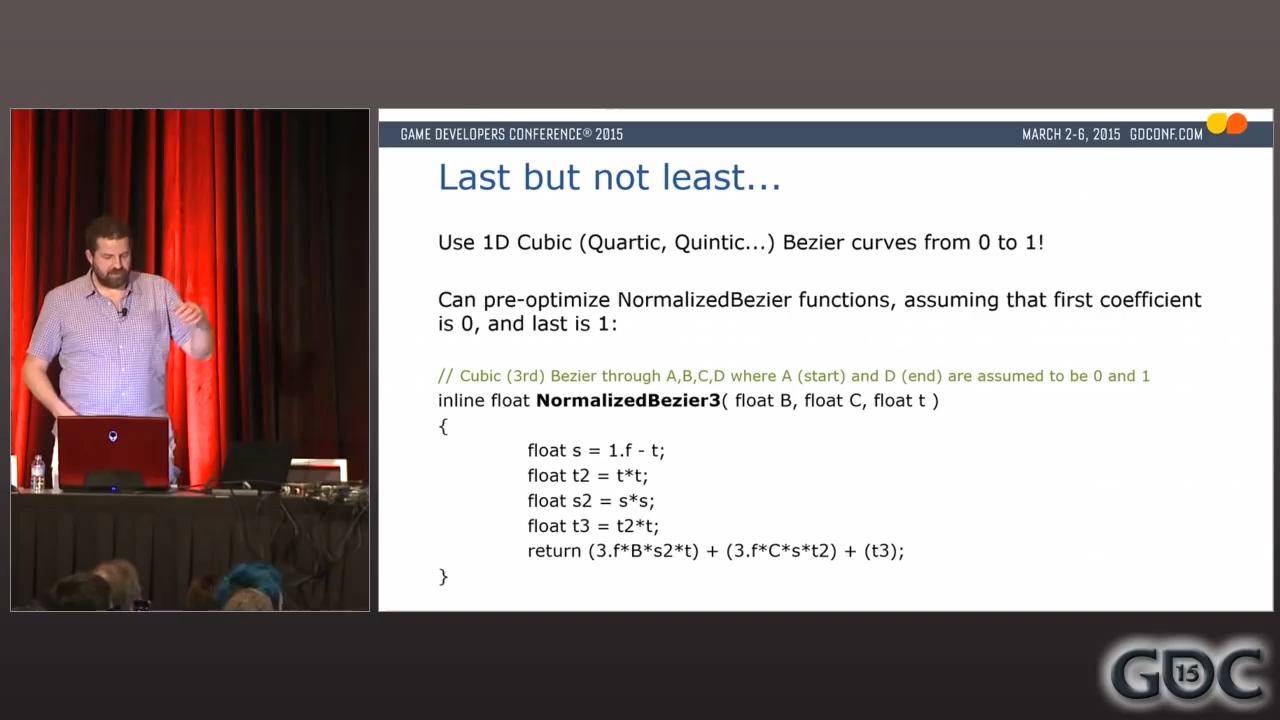 GAME DEVELOPERS CONFERENCE® 2015
MARCH 2-6, 2015 GDCONF.COM
Last but not least...
Use 1D Cubic (Quartic, Quintic...) Bezier curves from 0 to 1!
Can pre-optimize NormalizedBezier functions, assuming that first coefficient
is 0, and last is 1:
// Cubic (3rd) Bezier through A,B,C,D where A (start) and D (end) are assumed to be 0 and 1
inline float NormalizedBezier3( float B, float C, float t )
{
float s = 1.f - t;
float t2 = t*t;
float s2 = s*s;
float t3 = t2*t;
return (3.f*B*s2*t) + (3.f*C*s*t2) + (t3);
}
GDC
15